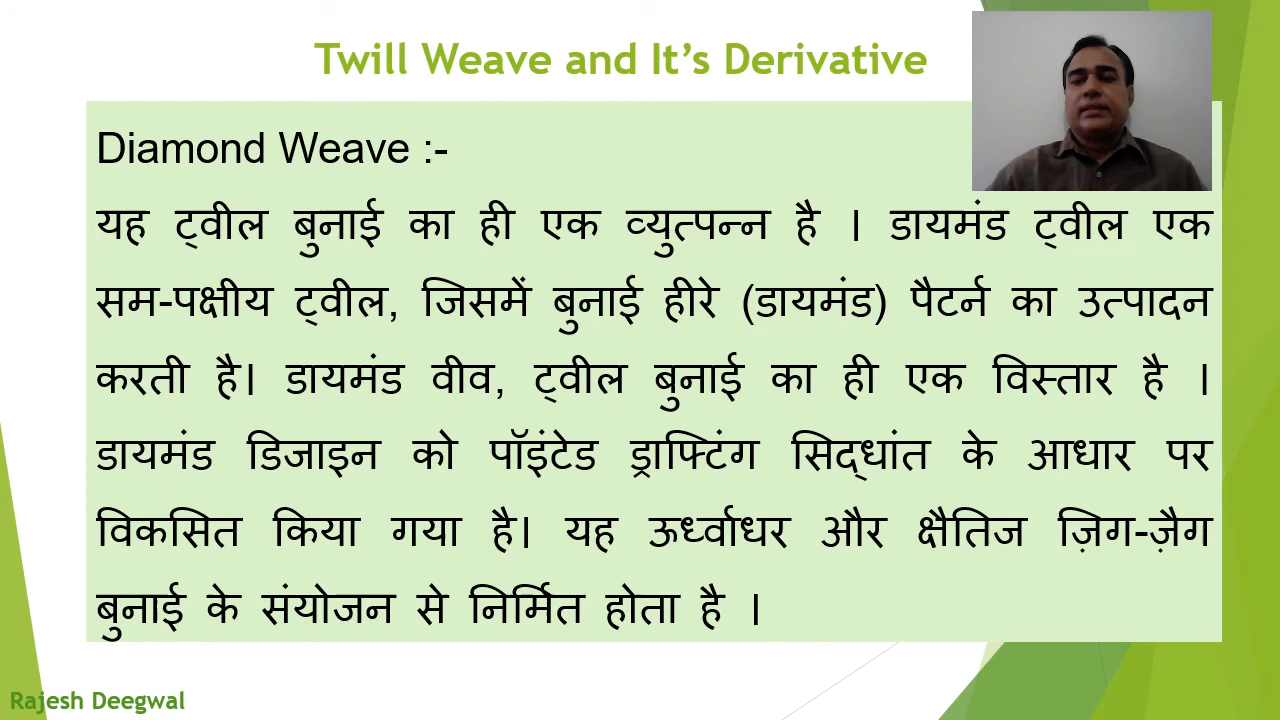 Twill Weave and It's Derivative
Diamond Weave :-
यह ट्वील बुनाई का ही एक व्युत्पन्न है । डायमंड ट्वील एक
सम-पक्षीय ट्वील, जिसमें बुनाई हीरे (डायमंड) पैटर्न का उत्पादन
करती है। डायमंड वीव, ट्वील बुनाई का ही एक विस्तार है ।
डायमंड डिजाइन को पॉइंटेड ड्राफ्टिंग सिद्धांत के आधार पर
विकसित किया गया है। यह ऊर्ध्वाधर और क्षैतिज ज़िग-ज़ैग
बुनाई के संयोजन से निर्मित होता है ।
Rajesh Deegwal